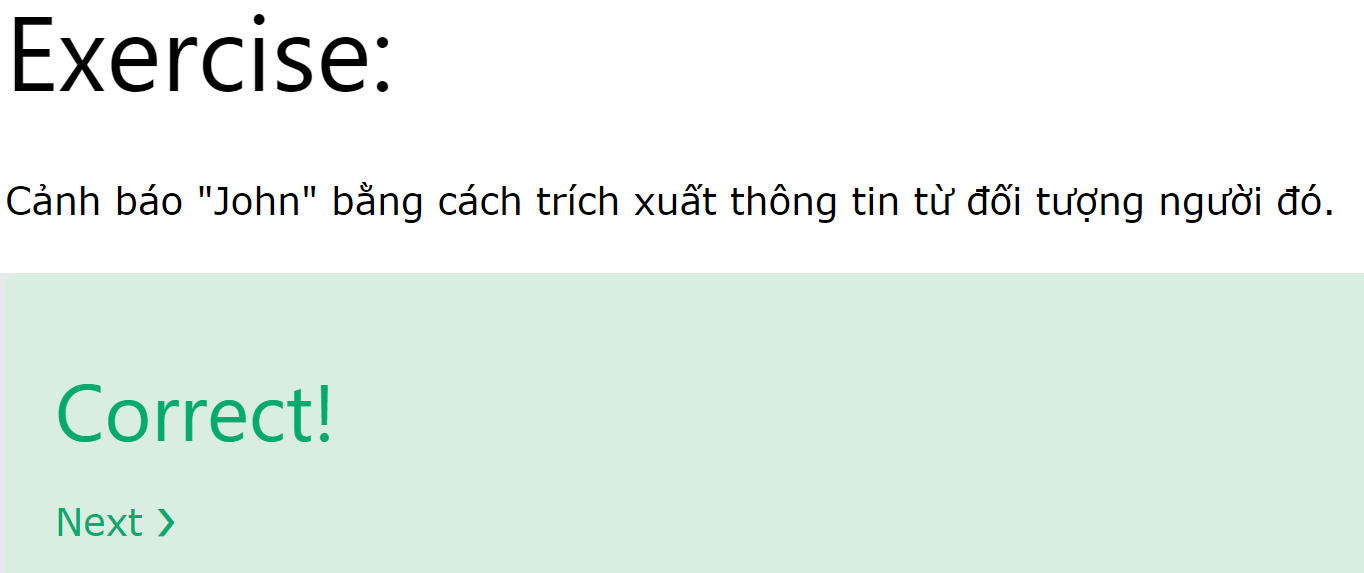 Exercise:
Cảnh báo "John" bằng cách trích xuất thông tin từ đối tượng người đó.
Correct!
Next ❯